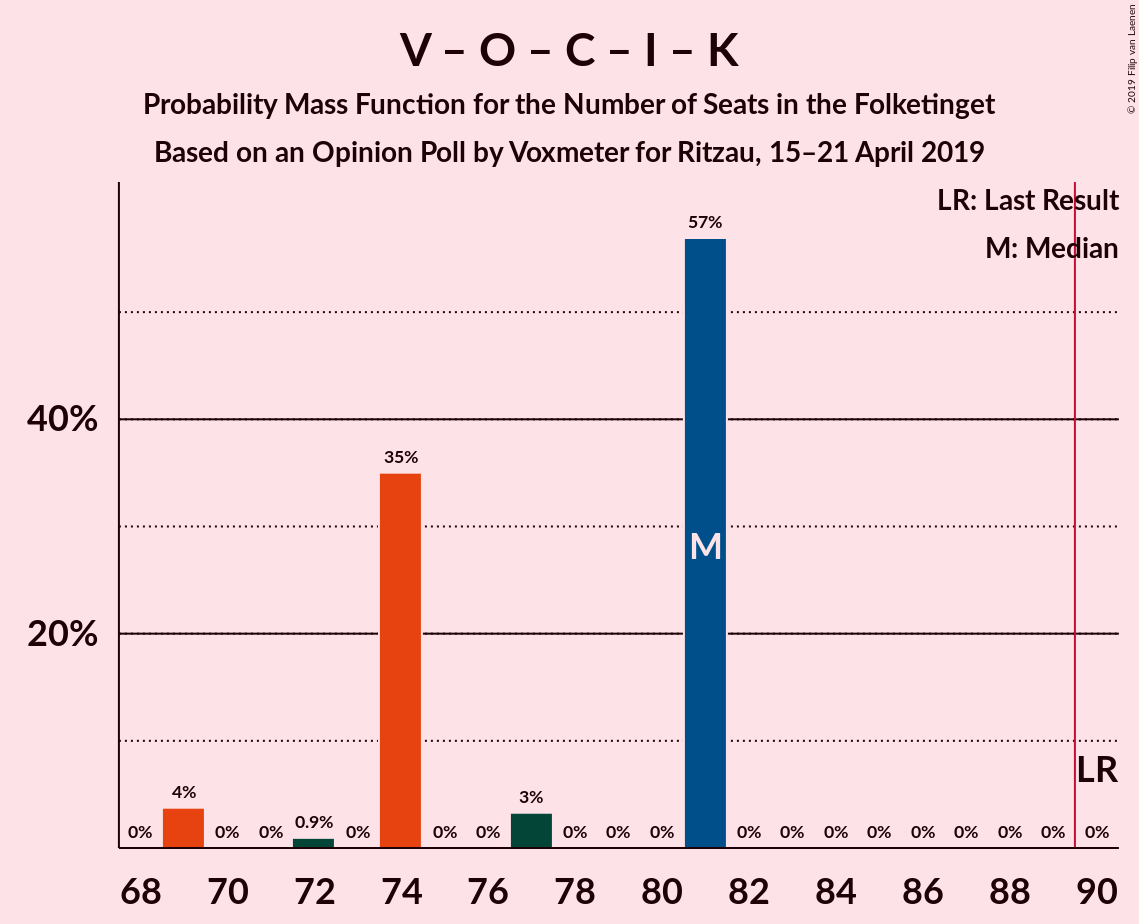 V – O – C – I – K
Probability Mass Function for the Number of Seats in the Folketinget
Based on an Opinion Poll by Voxmeter for Ritzau, 15–21 April 2019
© 2019 Filip van Laenen
LR: Last Result
M: Median
57%
40%
35%
M
20%
LR
4%
3%
0.9%
0% 0% 0% 0% 0% 0% 0% 0% 0% 0% 0% 0% 0% 0% 0% 0% 0% 0%
68 70 72 74 76 78 80 82 84 86 88 90